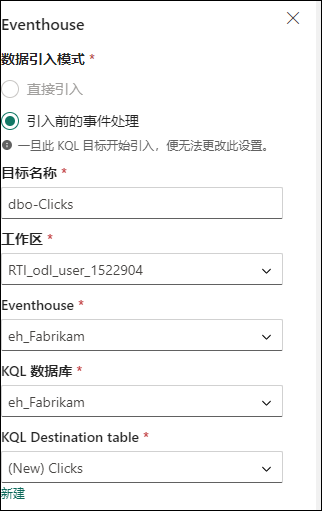 Eventhouse
数据引入模式 *
直接引入
引入前的事件处理
一旦此 KQL 目标开始引入，便无法更改此设置。
目标名称 *
dbo-Clicks
工作区 *
RTI_odl_user_1522904
Eventhouse *
eh_Fabrikam
KQL 数据库 *
eh_Fabrikam
KQL Destination table *
(New) Clicks
新建